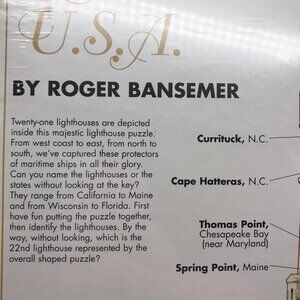 U.S.A.
BY ROGER BANSEMER
Twenty-one lighthouses are depicted
inside this majestic lighthouse puzzle.
From west coast to east, from north to
south, we've captured these protectors
of maritime ships in all their glory.
Can you name the lighthouses or the
states without looking at the key?
They range from California to Maine
and from Wisconsin to Florida. First
have fun putting the puzzle together,
then identify the lighthouses. By the
way, without looking, which is the
22nd lighthouse represented by the
overall shaped puzzle?
Currituck, N.C.
Cape Hatteras, N.C.
Thomas Point,
Chesapeake Bay
(near Maryland)
Spring Point, Maine